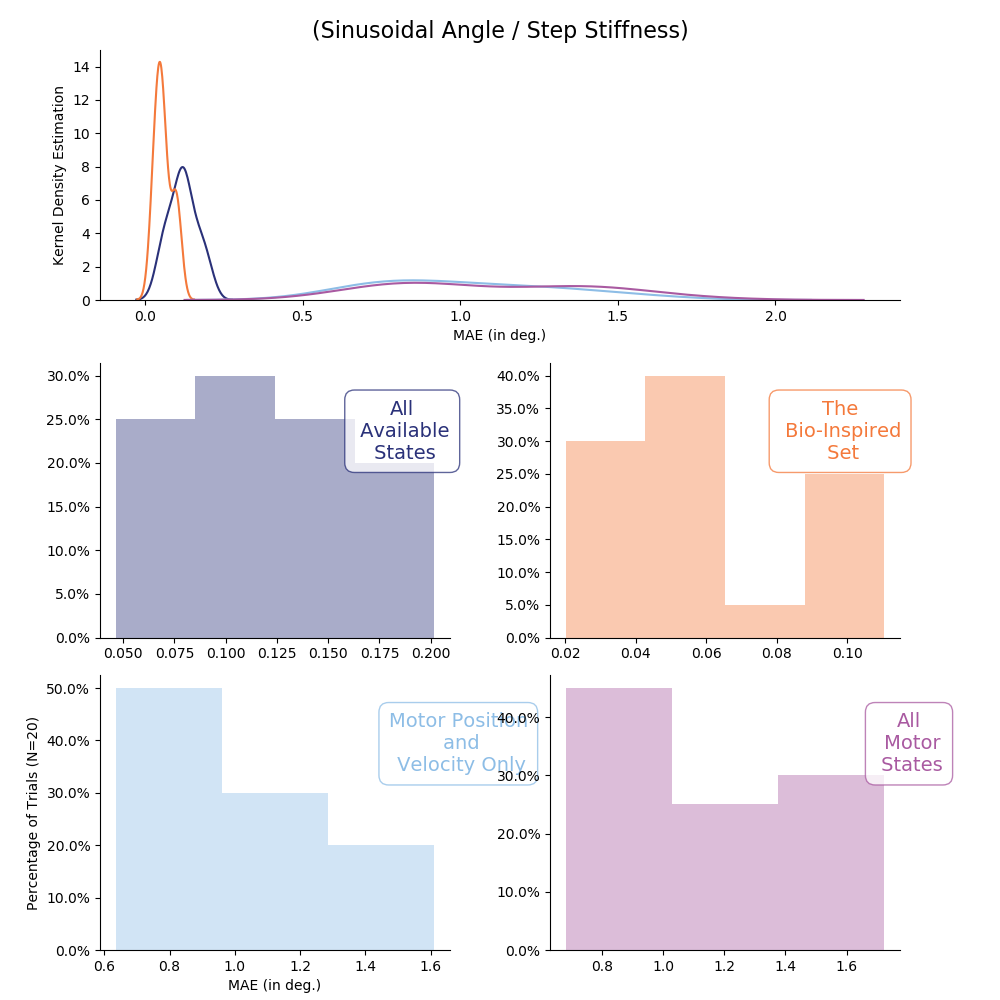 (Sinusoidal Angle / Step Stiffness)
Kernel Density Estimation
14
12
10
8
6
4
2
0
0.0 0.5 1.0 1.5 2.0
MAE (in deg.)
30.0%
25.0%
20.0%
15.0%
10.0%
5.0%
0.0%
All
Available
States
0.050 0.075 0.100 0.125 0.150 0.175 0.200
40.0%
35.0%
30.0%
25.0%
20.0%
15.0%
10.0%
5.0%
0.0%
The
Bio-Inspired
Set
0.02 0.04 0.06 0.08 0.10
Percentage of Trials (N=20)
50.0%
40.0%
30.0%
20.0%
10.0%
0.0%
Motor Position
and
Velocity Only
0.6 0.8 1.0 1.2 1.4 1.6
MAE (in deg.)
40.0%
30.0%
20.0%
10.0%
0.0%
All
Motor
States
0.8 1.0 1.2 1.4 1.6